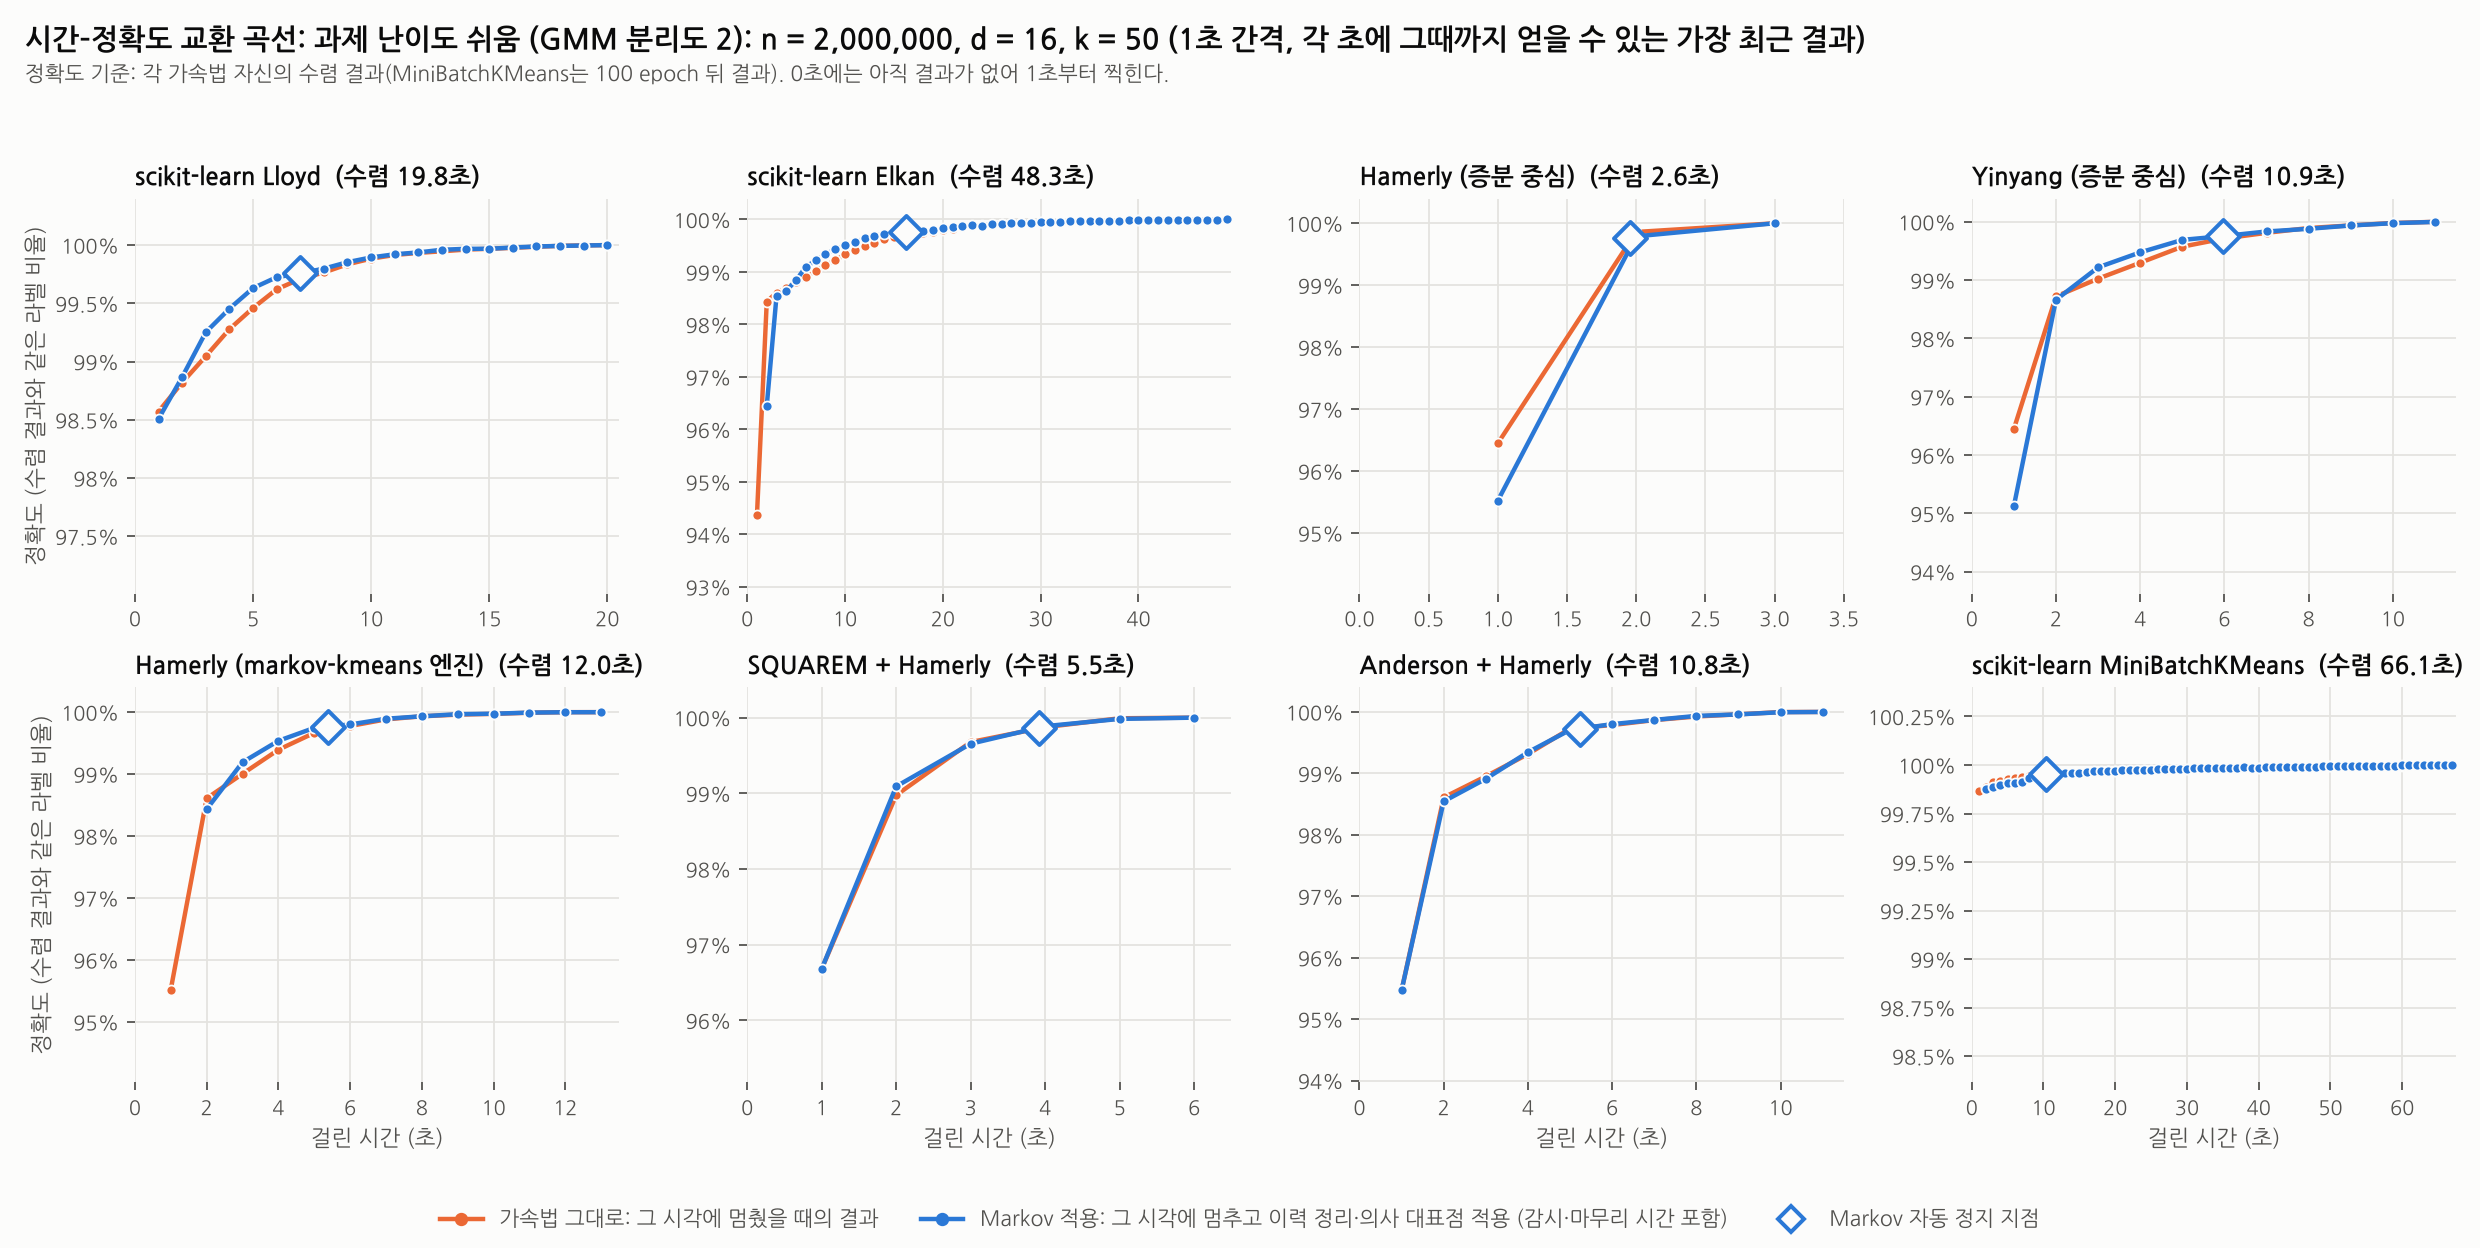 시간-정확도 교환 곡선: 과제 난이도 쉬움 (GMM 분리도 2): n = 2,000,000, d = 16, k = 50 (1초 간격, 각 초에 그때까지 얻을 수 있는 가장 최근 결과)
정확도 기준: 각 가속법 자신의 수렴 결과(MiniBatchKMeans는 100 epoch 뒤 결과). 0초에는 아직 결과가 없어 1초부터 찍힌다.
scikit-learn Lloyd (수렴 19.8초)
정확도 (수렴 결과와 같은 라벨 비율)
100%
99.5%
99%
98.5%
98%
97.5%
0 5 10 15 20
scikit-learn Elkan (수렴 48.3초)
100%
99%
98%
97%
96%
95%
94%
93%
0 10 20 30 40
Hamerly (증분 중심) (수렴 2.6초)
100%
99%
98%
97%
96%
95%
0.0 0.5 1.0 1.5 2.0 2.5 3.0 3.5
Yinyang (증분 중심) (수렴 10.9초)
100%
99%
98%
97%
96%
95%
94%
0 2 4 6 8 10
Hamerly (markov-kmeans 엔진) (수렴 12.0초)
정확도 (수렴 결과와 같은 라벨 비율)
100%
99%
98%
97%
96%
95%
0 2 4 6 8 10 12
걸린 시간 (초)
SQUAREM + Hamerly (수렴 5.5초)
100%
99%
98%
97%
96%
0 1 2 3 4 5 6
걸린 시간 (초)
Anderson + Hamerly (수렴 10.8초)
100%
99%
98%
97%
96%
95%
94%
0 2 4 6 8 10
걸린 시간 (초)
scikit-learn MiniBatchKMeans (수렴 66.1초)
100.25%
100%
99.75%
99.5%
99.25%
99%
98.75%
98.5%
0 10 20 30 40 50 60
걸린 시간 (초)
가속법 그대로: 그 시각에 멈췄을 때의 결과
Markov 적용: 그 시각에 멈추고 이력 정리·의사 대표점 적용 (감시·마무리 시간 포함)
Markov 자동 정지 지점